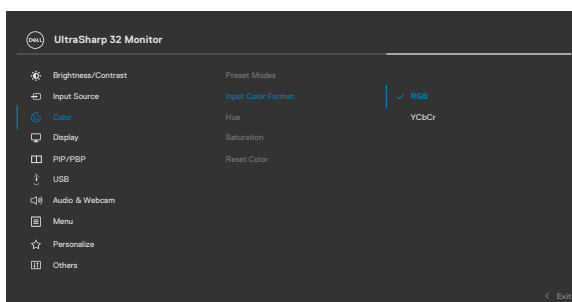 DELL UltraSharp 32 Monitor
Brightness/Contrast Preset Modes
Input Source Input Color Format ✓ RGB
Color Hue YCbCr
Display Saturation
PIP/PBP Reset Color
USB
Audio & Webcam
Menu
Personalize
Others
< Exit